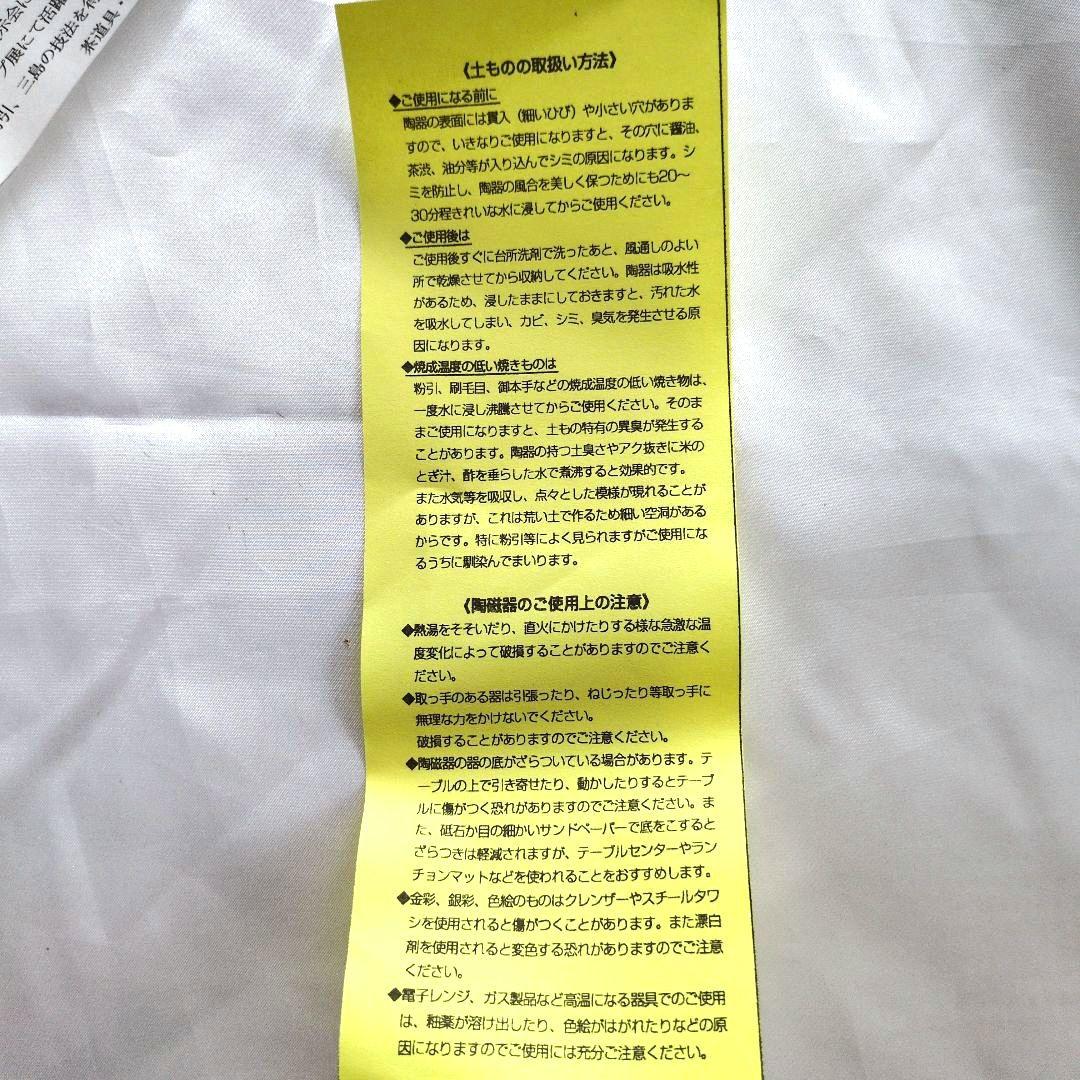 示会に
プ展にて活躍
三島の技法を得
茶道具・
《土ものの取扱い方法》
◆ご使用になる前に
陶器の表面には貫入（細いひび）や小さい穴がありま
すので、いきなりご使用になりますと、その穴に醤油、
茶渋、油分等が入り込んでシミの原因になります。シ
ミを防止し、陶器の風合を美しく保つためにも20〜
30分程きれいな水に浸してからご使用ください。
◆ご使用後は
ご使用後すぐに台所洗剤で洗ったあと、風通しのよい
所で乾燥させてから収納してください。陶器は吸水性
があるため、浸したままにしておきますと、汚れた水
を吸水してしまい、カビ、シミ、臭気を発生させる原
因になります。
◆焼成温度の低い焼きものは
粉引、刷毛目、御本手などの焼成温度の低い焼き物は、
一度水に浸し沸騰させてからご使用ください。そのま
まご使用になりますと、土もの特有の異臭が発生する
ことがあります。陶器の持つ土臭さやアク抜きに米の
とぎ汁、酢を垂らした水で煮沸すると効果的です。
また水気等を吸収し、点々とした模様が現れることが
ありますが、これは荒い土で作るため細い空洞がある
からです。特に粉引等によく見られますがご使用にな
るうちに馴染んでまいります。
《陶磁器のご使用上の注意》
◆熱湯をそそいだり、直火にかけたりする様な急激な温
度変化によって破損することがありますのでご注意く
ださい。
◆取っ手のある器は引張ったり、ねじったり等取っ手に
無理な力をかけないでください。
破損することがありますのでご注意ください。
◆陶磁器の器の底がざらついている場合があります。テ
ーブルの上で引き寄せたり、動かしたりするとテーブ
ルに傷がつく恐れがありますのでご注意ください。ま
た、砥石か目の細かいサンドペーパーで底をこすると
ざらつきは軽減されますが、テーブルセンターやラン
チョンマットなどを使われることをおすすめします。
◆金彩、銀彩、色絵のものはクレンザーやスチールタワ
シを使用されると傷がつくことがあります。また漂白
剤を使用されると変色する恐れがありますのでご注意
ください。
◆電子レンジ、ガス製品など高温になる器具でのご使用
は、釉薬が溶け出したり、色絵がはがれたりなどの原
因になりますのでご使用には充分ご注意ください。